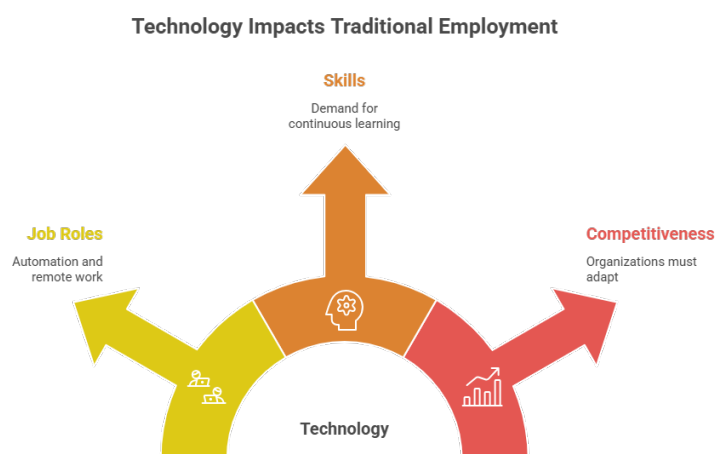 Technology Impacts Traditional Employment
Skills
Demand for
continuous learning
Job Roles
Automation and
remote work
Competitiveness
Organizations must
adapt
Technology